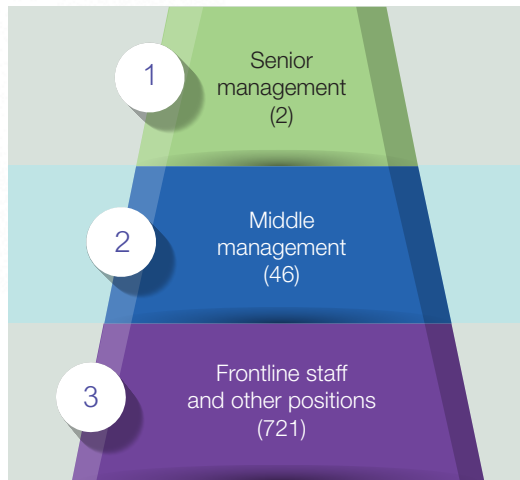 1
Senior
management
(2)
2
Middle
management
(46)
3
Frontline staff
and other positions
(721)